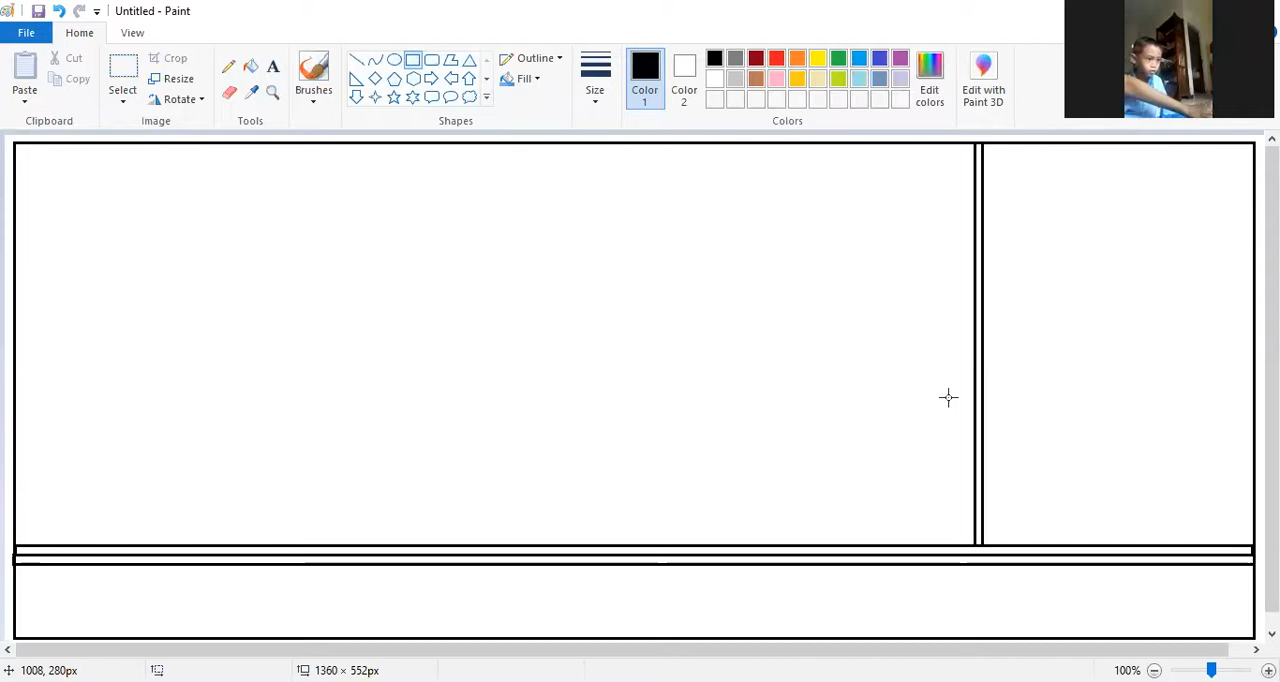 Untitled - Paint
File Home View
Paste
Cut
Copy
Clipboard
Select
Crop
Resize
Rotate
Image
A
Tools
Brushes
Outline
Fill
Shapes
Size
Color 1
Color 2
Edit colors
Colors
Edit with Paint 3D
1008, 280px
1360 × 552px
100%